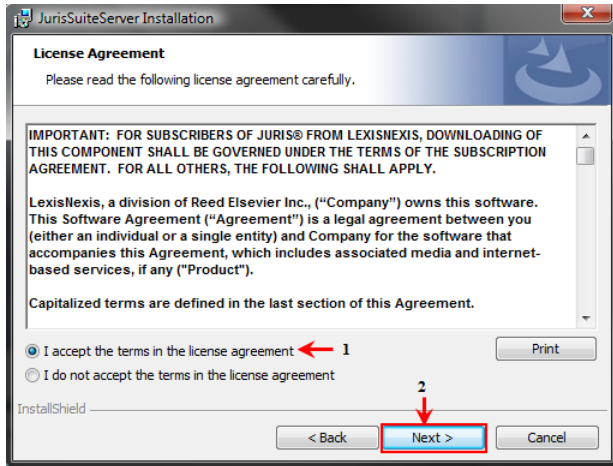 JurisSuiteServer Installation
License Agreement
Please read the following license agreement carefully.
IMPORTANT: FOR SUBSCRIBERS OF JURIS® FROM LEXISNEXIS, DOWNLOADING OF
THIS COMPONENT SHALL BE GOVERNED UNDER THE TERMS OF THE SUBSCRIPTION
AGREEMENT. FOR ALL OTHERS, THE FOLLOWING SHALL APPLY.
LexisNexis, a division of Reed Elsevier Inc., (“Company”) owns this software.
This Software Agreement (“Agreement”) is a legal agreement between you
(either an individual or a single entity) and Company for the software that
accompanies this Agreement, which includes associated media and internet-
based services, if any ("Product").
Capitalized terms are defined in the last section of this Agreement.
I accept the terms in the license agreement 1
Print
I do not accept the terms in the license agreement
2
InstallShield
< Back Next > Cancel